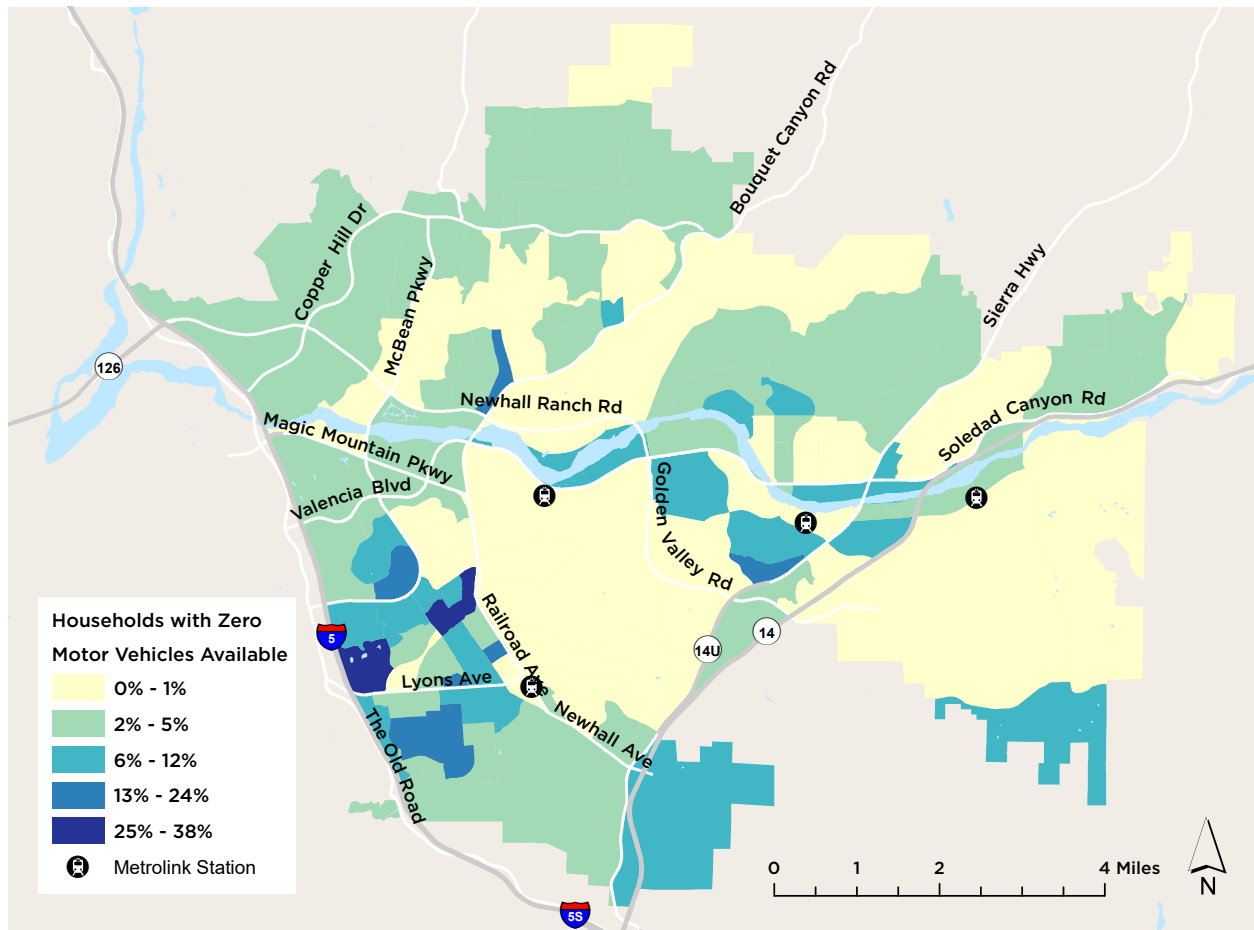 Bouquet Canyon Rd
Copper Hill Dr
McBean Pkwy
Sierra Hwy
126
Newhall Ranch Rd
Soledad Canyon Rd
Magic Mountain Pkwy
Valencia Blvd
Golden Valley Rd
Railroad Ave
14
14U
5
Lyons Ave
The Old Road
Newhall Ave
5S
Households with Zero
Motor Vehicles Available
0% - 1%
2% - 5%
6% - 12%
13% - 24%
25% - 38%
Metrolink Station
0 1 2 4 Miles
N